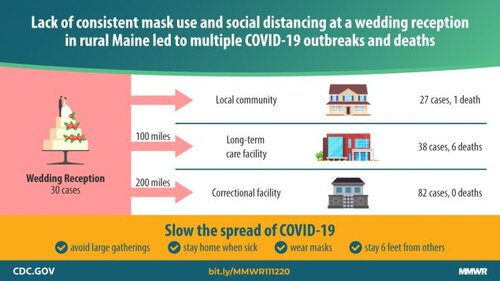 Lack of consistent mask use and social distancing at a wedding reception
in rural Maine led to multiple COVID-19 outbreaks and deaths
Local community
27 cases, 1 death
100 miles
Long-term
care facility
38 cases, 6 deaths
Wedding Reception
30 cases
200 miles
Correctional facility
82 cases, 0 deaths
Slow the spread of COVID-19
avoid large gatherings
stay home when sick
wear masks
stay 6 feet from others
CDC.GOV
bit.ly/MMWR111220
MMWR